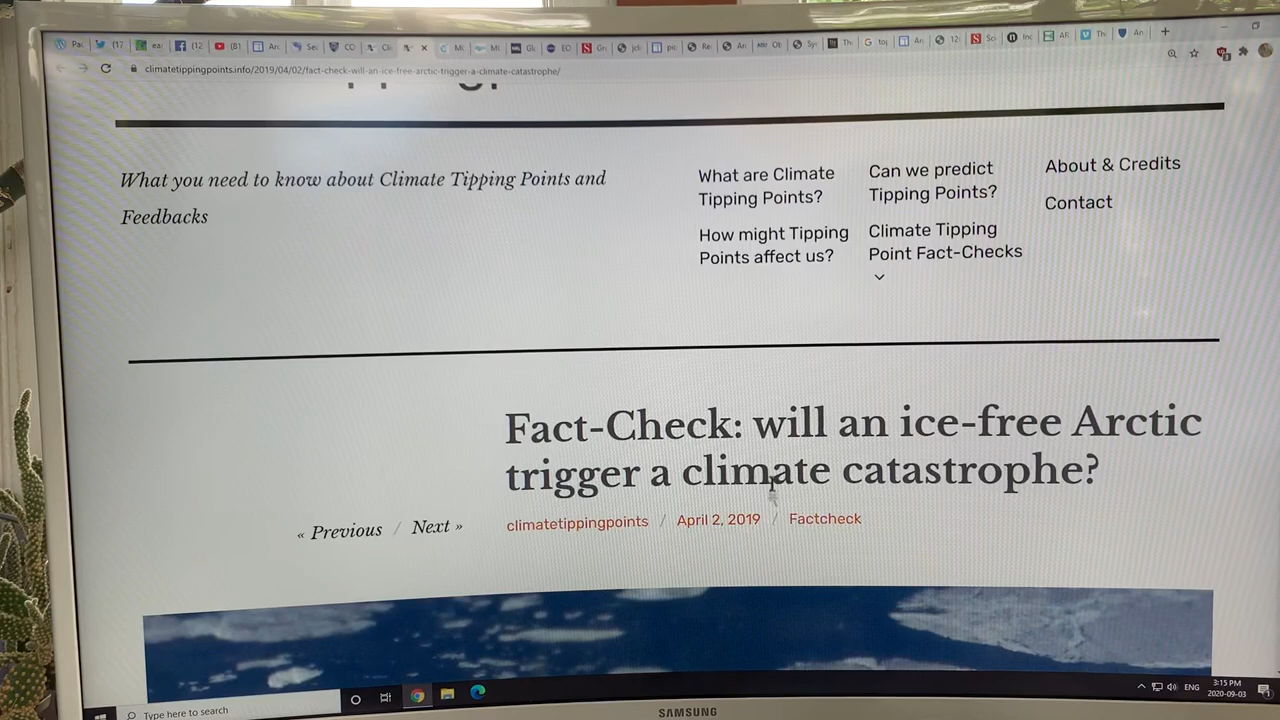 (17
(12
(81
climatetippingpoints.info/2019/04/02/fact-check-will-an-ice-free-arctic-trigger-a-climate-catastrophe/
What you need to know about Climate Tipping Points and
Feedbacks
What are Climate
Tipping Points?
How might Tipping
Points affect us?
Can we predict
Tipping Points?
Climate Tipping
Point Fact-Checks
About & Credits
Contact
Fact-Check: will an ice-free Arctic
trigger a climate catastrophe?
« Previous / Next »
climatetippingpoints / April 2, 2019 / Factcheck
Type here to search
ENG
3:15 PM
2020-09-03
SAMSUNG